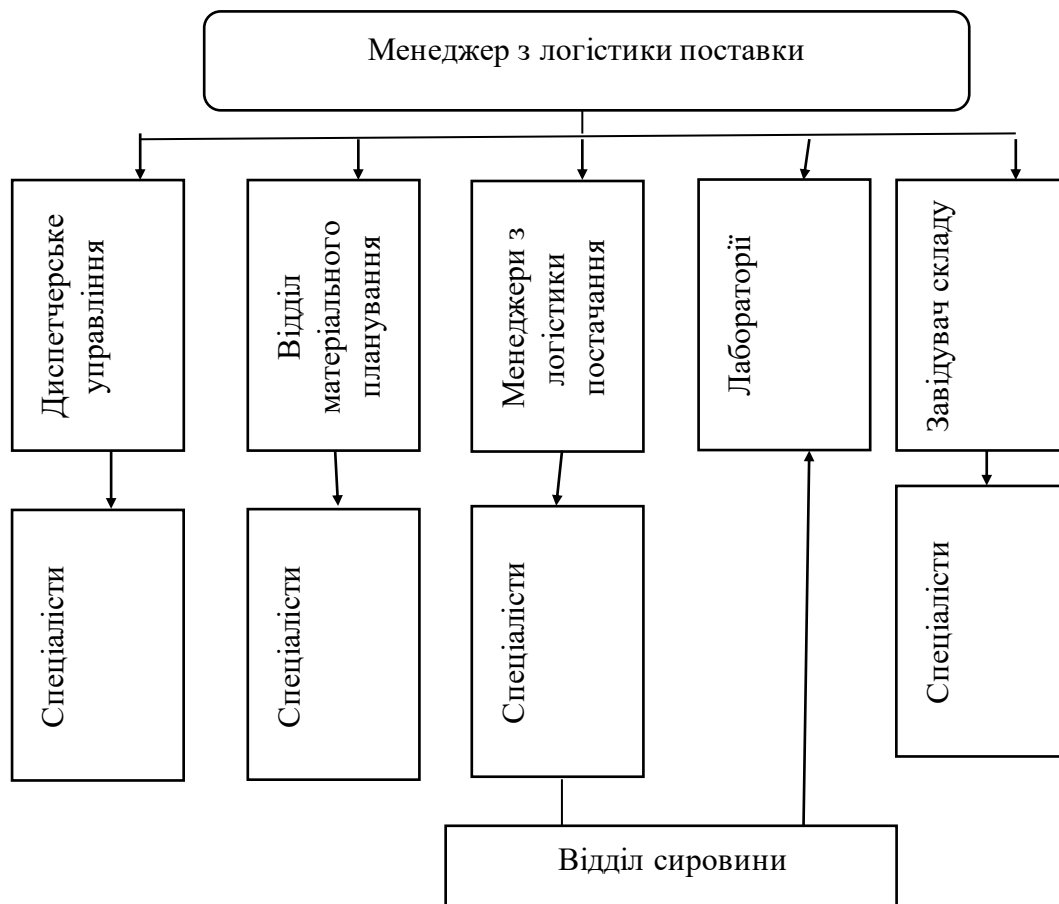 Менеджер з логістики поставки
Диспетчерське
управління
Відділ
матеріального
планування
Менеджери з
логістики
постачання
Лабораторії
Завідувач складу
Спеціалісти
Спеціалісти
Спеціалісти
Спеціалісти
Відділ сировини